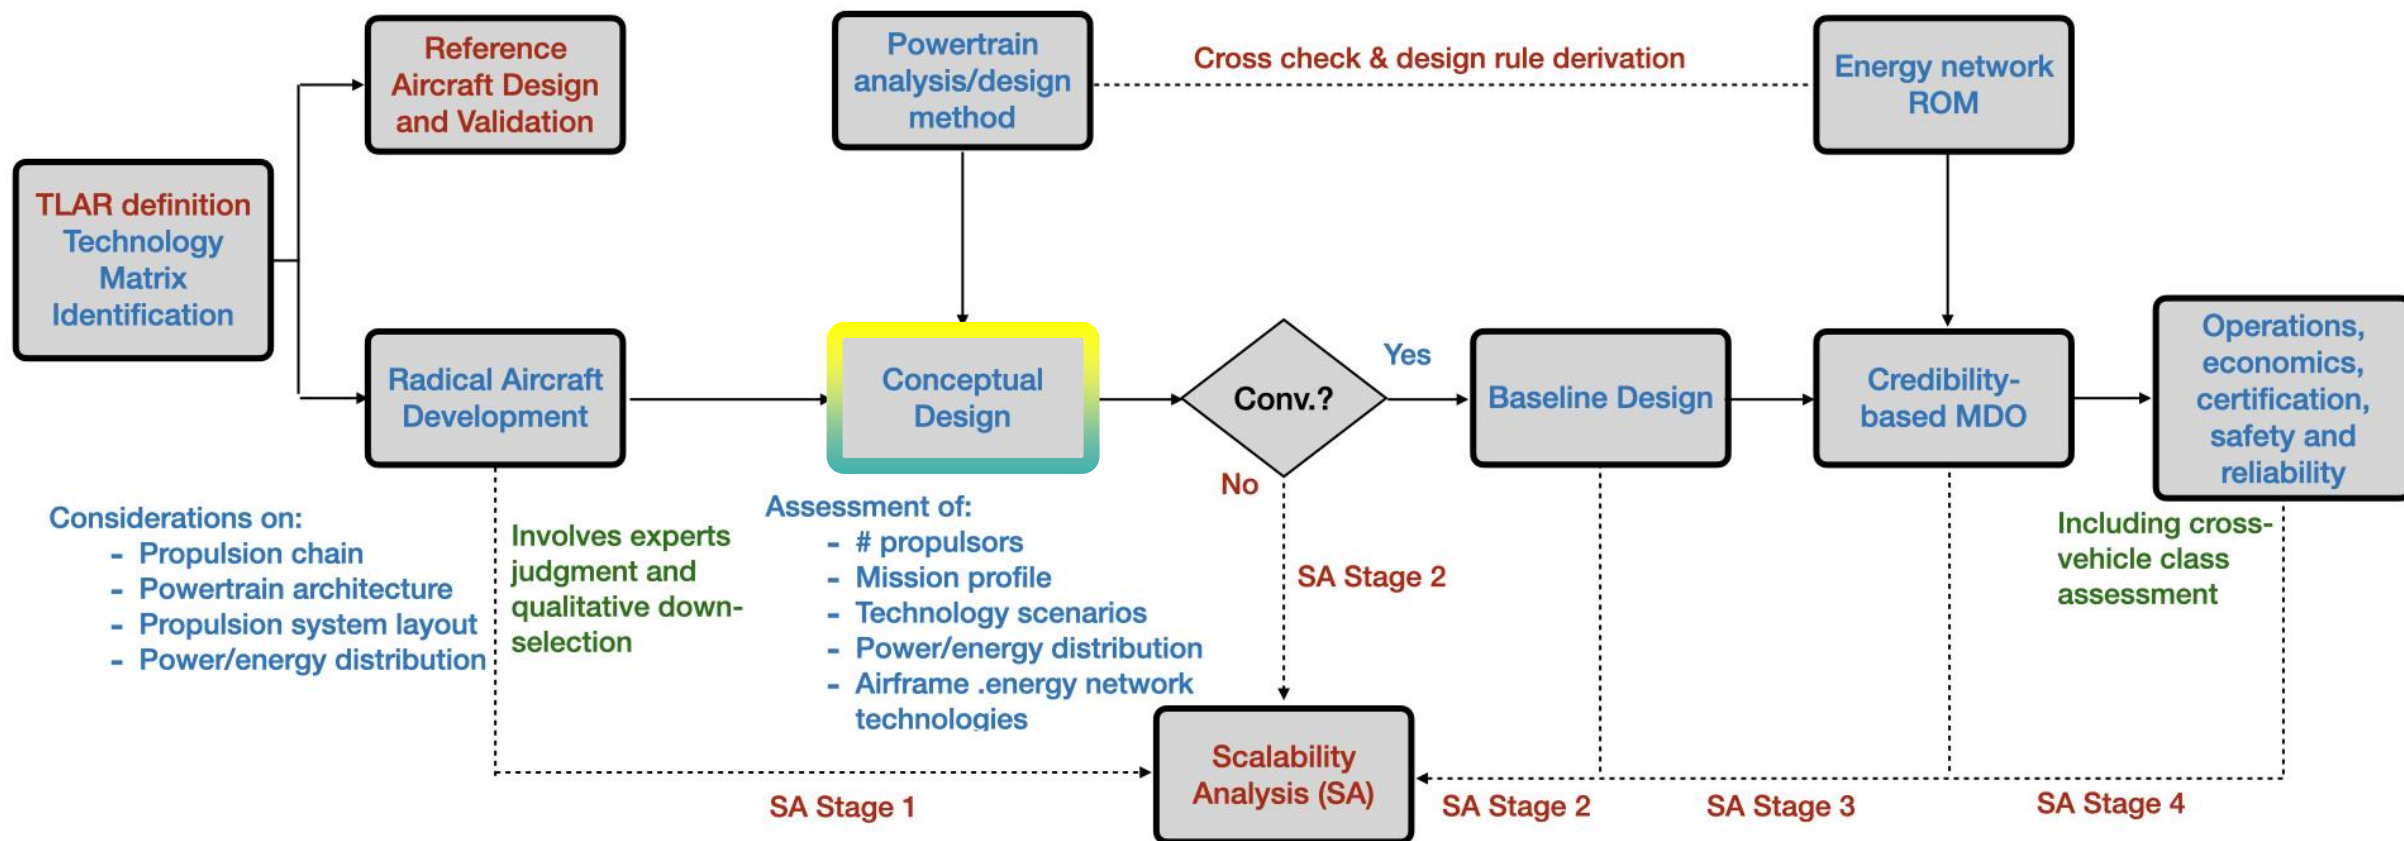 Reference
Aircraft Design
and Validation
Powertrain
analysis/design
method
Cross check & design rule derivation
Energy network
ROM
TLAR definition
Technology
Matrix
Identification
Radical Aircraft
Development
Conceptual
Design
Conv.?
Yes
No
Baseline Design
Credibility-
based MDO
Operations,
economics,
certification,
safety and
reliability
Considerations on:
- Propulsion chain
- Powertrain architecture
- Propulsion system layout
- Power/energy distribution
Involves experts
judgment and
qualitative down-
selection
Assessment of:
- # propulsors
- Mission profile
- Technology scenarios
- Power/energy distribution
- Airframe .energy network
technologies
SA Stage 2
Including cross-
vehicle class
assessment
Scalability
Analysis (SA)
SA Stage 1
SA Stage 2
SA Stage 3
SA Stage 4